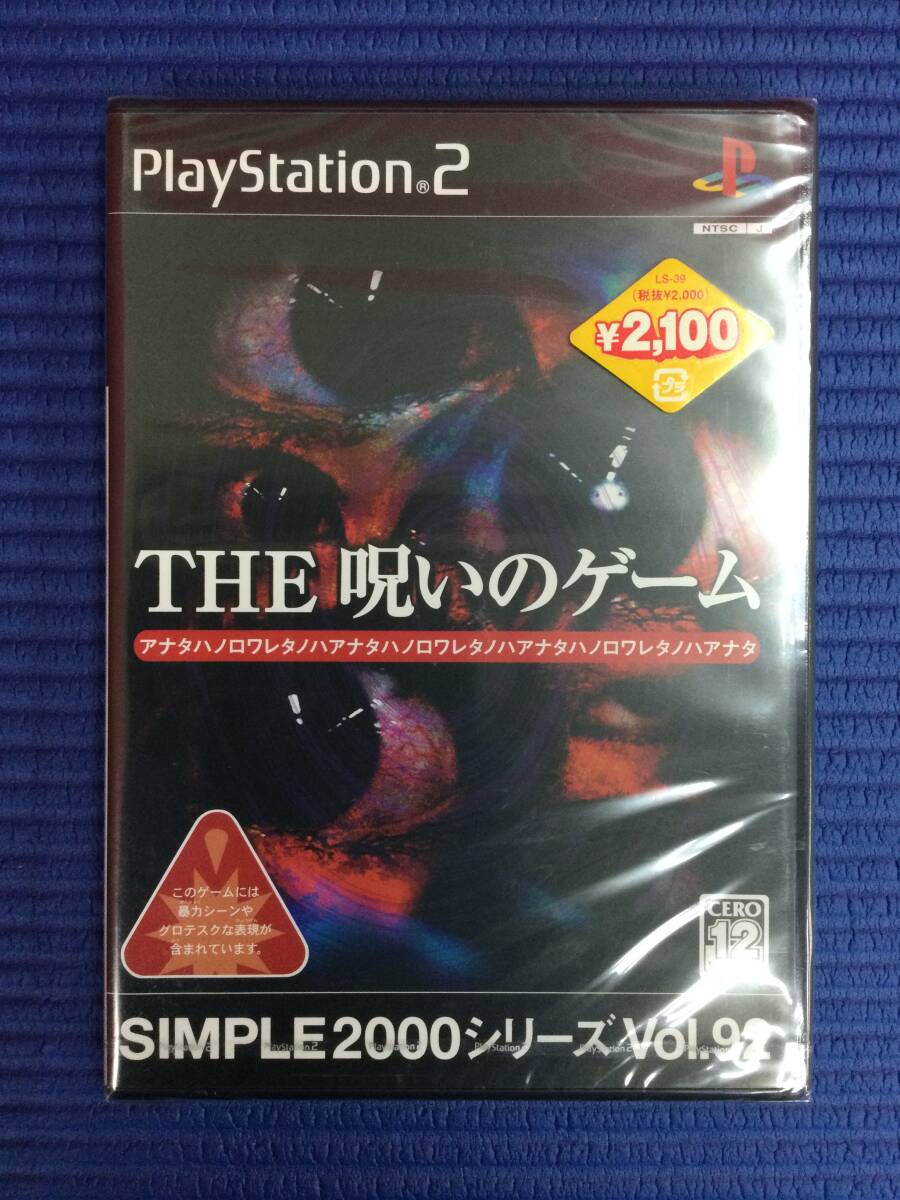 PlayStation®2
NTSC J
LS-39
(税抜¥2,000)
¥2,100
プラ
THE 呪いのゲーム
アナタハノロワレタノハアナタハノロワレタノハアナタハノロワレタノハアナタ
このゲームには
暴力シーンや
グロテスクな表現が
含まれています。
CERO
12
SIMPLE2000シリーズ Vol.92